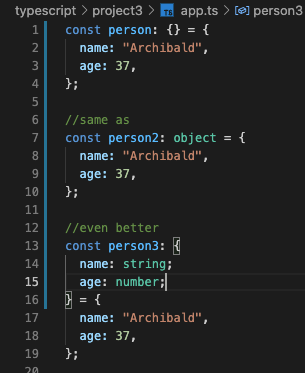 typescript > project3 > TS app.ts > person3
1 const person: {} = {
2 name: "Archibald",
3 age: 37,
4 };
5
6 //same as
7 const person2: object = {
8 name: "Archibald",
9 age: 37,
10 };
11
12 //even better
13 const person3: {
14 name: string;
15 age: number;
16 } = {
17 name: "Archibald",
18 age: 37,
19 };
20